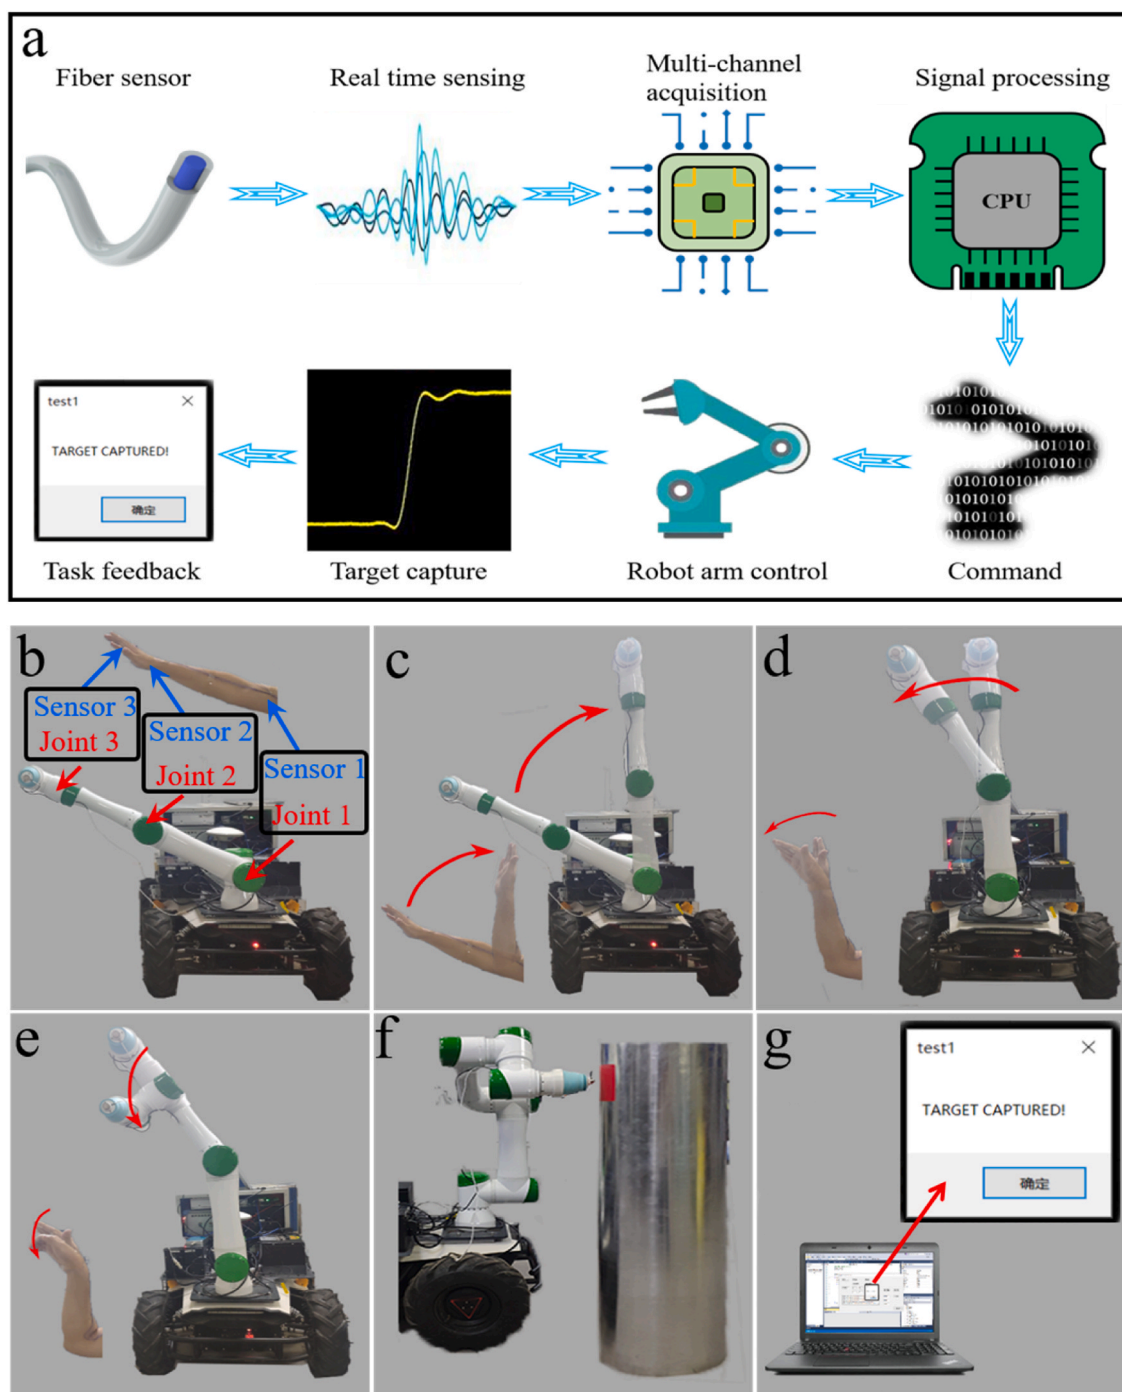 a
Fiber sensor
Real time sensing
Multi-channel
acquisition
Signal processing
CPU
test1
TARGET CAPTURED!
确定
Task feedback
Target capture
Robot arm control
Command
b
Sensor 3
Joint 3
Sensor 2
Joint 2
Sensor 1
Joint 1
c
d
e
f
g
test1
TARGET CAPTURED!
确定